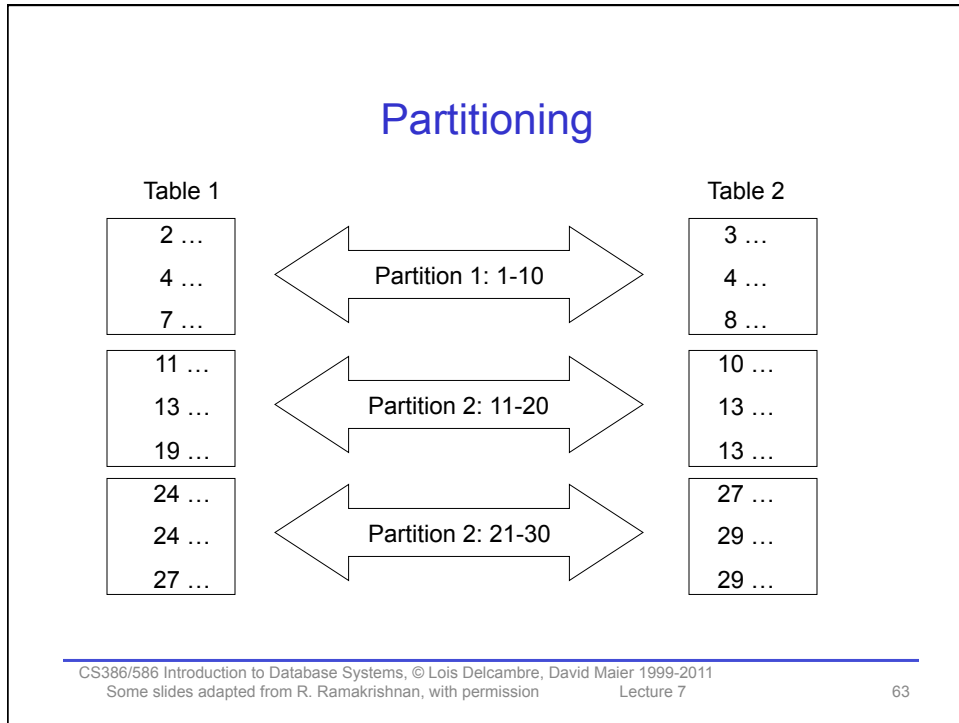 Partitioning
Table 1
Table 2
2 …
4 …
7 …
Partition 1: 1-10
3 …
4 …
8 …
11 …
13 …
19 …
Partition 2: 11-20
10 …
13 …
13 …
24 …
24 …
27 …
Partition 2: 21-30
27 …
29 …
29 …
CS386/586 Introduction to Database Systems, © Lois Delcambre, David Maier 1999-2011
Some slides adapted from R. Ramakrishnan, with permission Lecture 7 63